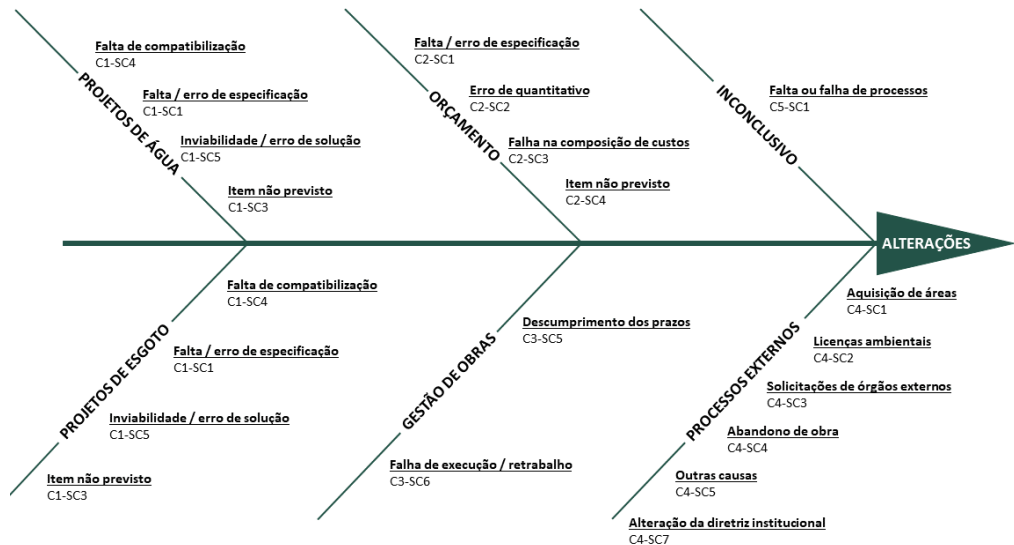 PROJETOS DE ÁGUA
Falta de compatibilização
C1-SC4
Falta / erro de especificação
C1-SC1
Inviabilidade / erro de solução
C1-SC5
Item não previsto
C1-SC3
ORÇAMENTO
Falta / erro de especificação
C2-SC1
Erro de quantitativo
C2-SC2
Falha na composição de custos
C2-SC3
Item não previsto
C2-SC4
INCONCLUSIVO
Falta ou falha de processos
C5-SC1
ALTERAÇÕES
PROJETOS DE ESGOTO
Falta de compatibilização
C1-SC4
Falta / erro de especificação
C1-SC1
Inviabilidade / erro de solução
C1-SC5
Item não previsto
C1-SC3
GESTÃO DE OBRAS
Descumprimento dos prazos
C3-SC5
Falha de execução / retrabalho
C3-SC6
PROCESSOS EXTERNOS
Aquisição de áreas
C4-SC1
Licenças ambientais
C4-SC2
Solicitações de órgãos externos
C4-SC3
Abandono de obra
C4-SC4
Outras causas
C4-SC5
Alteração da diretriz institucional
C4-SC7